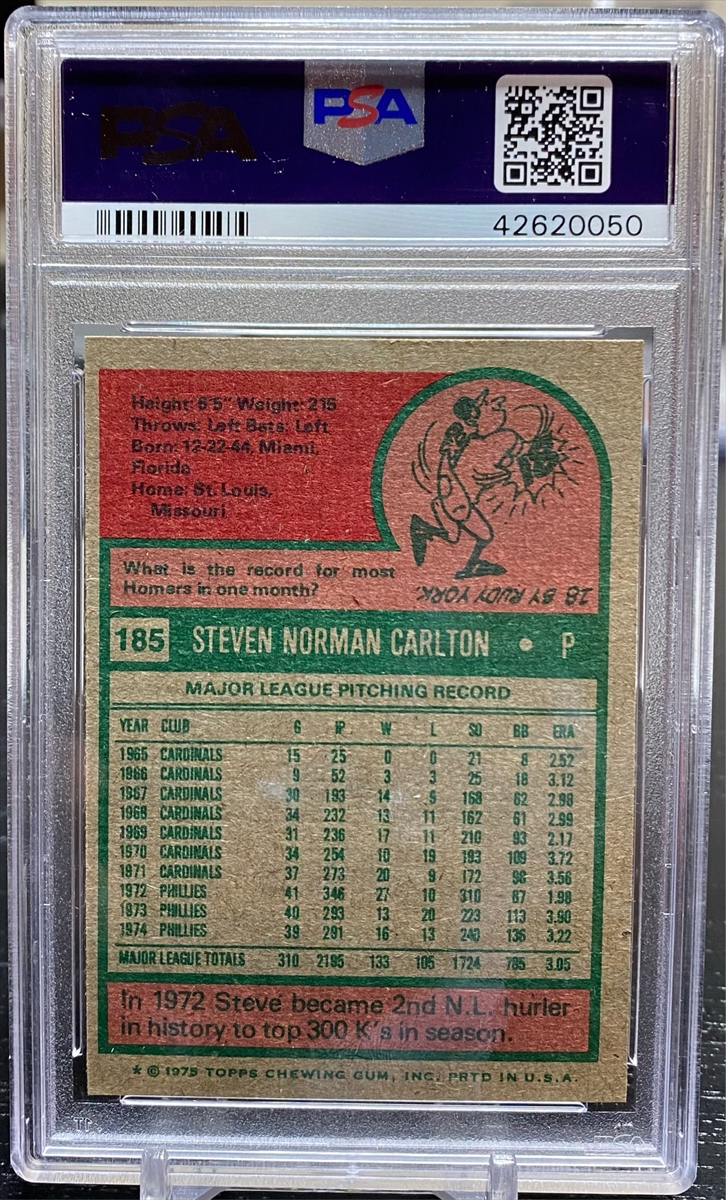 PSA
PSA
42620050
Height: 6'5" Weight: 215
Throws: Left Bats: Left
Born: 12-22-44, Miami,
Florida
Home: St. Louis,
Missouri
What is the record for most
Homers in one month?
18 BY RUDY YORK.
185 STEVEN NORMAN CARLTON • P
MAJOR LEAGUE PITCHING RECORD
YEAR CLUB G IP W L SO BB ERA
1965 CARDINALS 15 25 0 0 21 8 2.52
1966 CARDINALS 9 52 3 3 25 18 3.12
1967 CARDINALS 30 193 14 9 168 62 2.98
1968 CARDINALS 34 232 13 11 162 61 2.99
1969 CARDINALS 31 236 17 11 210 93 2.17
1970 CARDINALS 34 254 10 19 193 109 3.72
1971 CARDINALS 37 273 20 9 172 98 3.56
1972 PHILLIES 41 346 27 10 310 87 1.98
1973 PHILLIES 40 293 13 20 223 113 3.90
1974 PHILLIES 39 291 16 13 240 136 3.22
MAJOR LEAGUE TOTALS 310 2195 133 105 1724 785 3.05
In 1972 Steve became 2nd N.L. hurler
in history to top 300 K's in season.
* © 1975 TOPPS CHEWING GUM, INC. PRTD IN U.S.A.